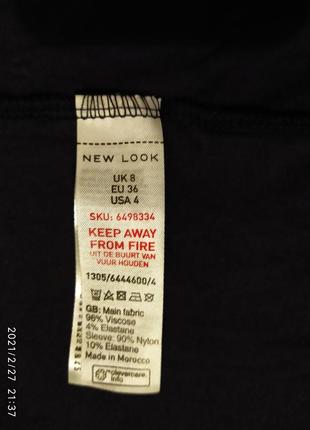 NEW LOOK
UK 8
EU 36
USA 4
SKU: 6498334
KEEP AWAY
FROM FIRE
UIT DE BUURT VAN
VUUR HOUDEN
1305/6444600/4
GB: Main fabric
96% Viscose
4% Elastane
Sleeve: 90% Nylon
10% Elastane
Made in Morocco
clevercare.
info
2021/2/27 21:37